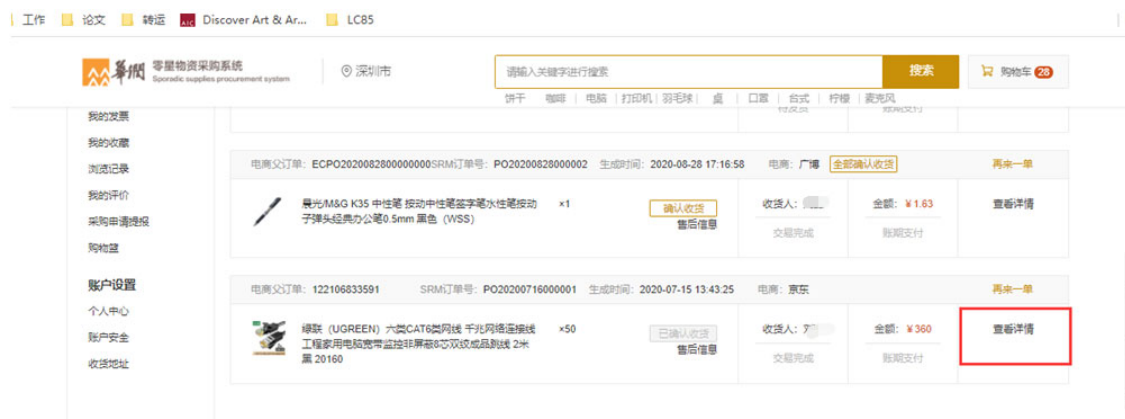 工作 论文 转运 AIC Discover Art & Ar... LC85
華潤 零星物资采购系统
Sporadic supplies procurement system
深圳市
请输入关键字进行搜索 搜索 购物车 28
饼干 咖啡 电脑 打印机 羽毛球 桌 口罩 台式 柠檬 麦克风
我的发票
我的收藏
浏览记录
我的评价
采购申请提报
购物篮
账户设置
个人中心
账户安全
收货地址
待发货 账期支付
电商父订单: ECPO2020082800000000SRM订单号: PO20200828000002 生成时间: 2020-08-28 17:16:58 电商: 广博 全部确认收货 再来一单
晨光/M&G K35 中性笔 按动中性笔签字笔水性笔按动
子弹头经典办公笔0.5mm 黑色（WSS）
×1
确认收货
售后信息
收货人:
交易完成
金额: ¥1.63
账期支付
查看详情
电商父订单: 122106833591 SRM订单号: PO20200716000001 生成时间: 2020-07-15 13:43:25 电商: 京东 再来一单
绿联（UGREEN）六类CAT6类网线 千兆网络连接线
工程家用电脑宽带监控非屏蔽8芯双绞成品跳线 2米
黑 20160
×50
已确认收货
售后信息
收货人:
交易完成
金额: ¥360
账期支付
查看详情